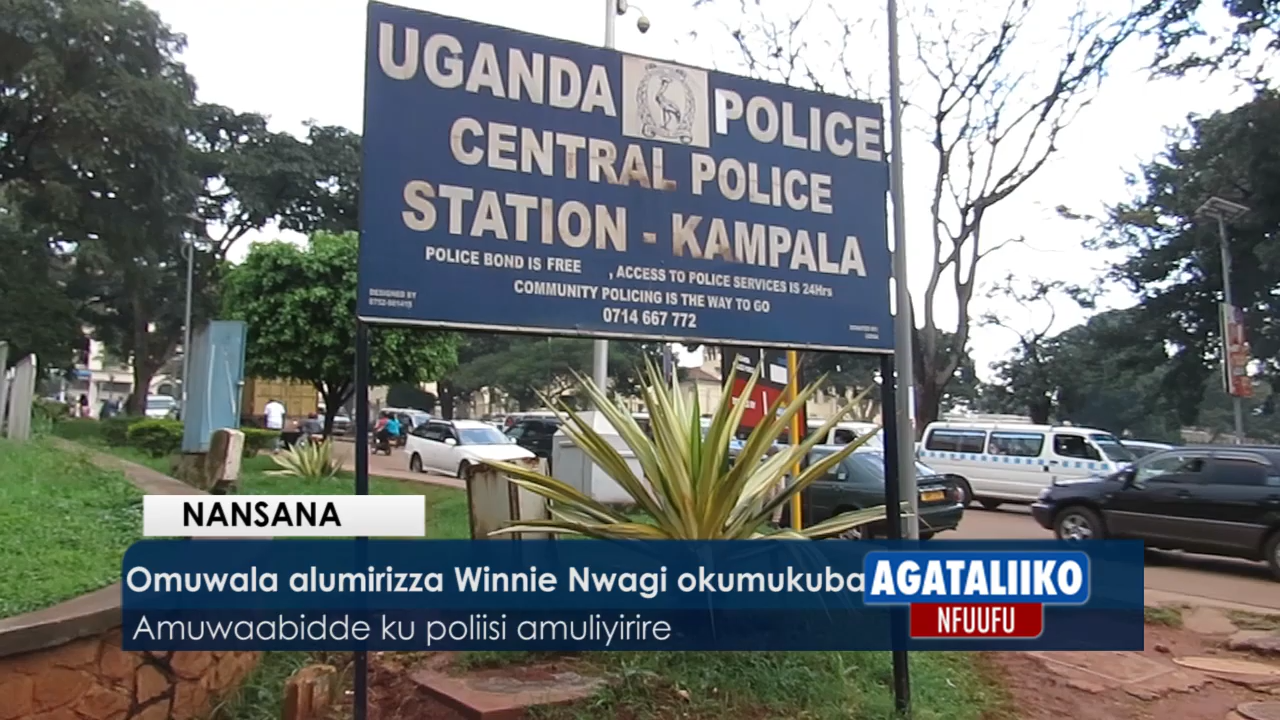 UGANDA POLICE
CENTRAL POLICE
STATION - KAMPALA
POLICE BOND IS FREE , ACCESS TO POLICE SERVICES IS 24Hrs
COMMUNITY POLICING IS THE WAY TO GO
0714 667 772
DESIGNED BY
NANSANA
Omuwala alumirizza Winnie Nwagi okumukuba
AGATALIIKO
NFUUFU
Amuwaabidde ku poliisi amuliyirire